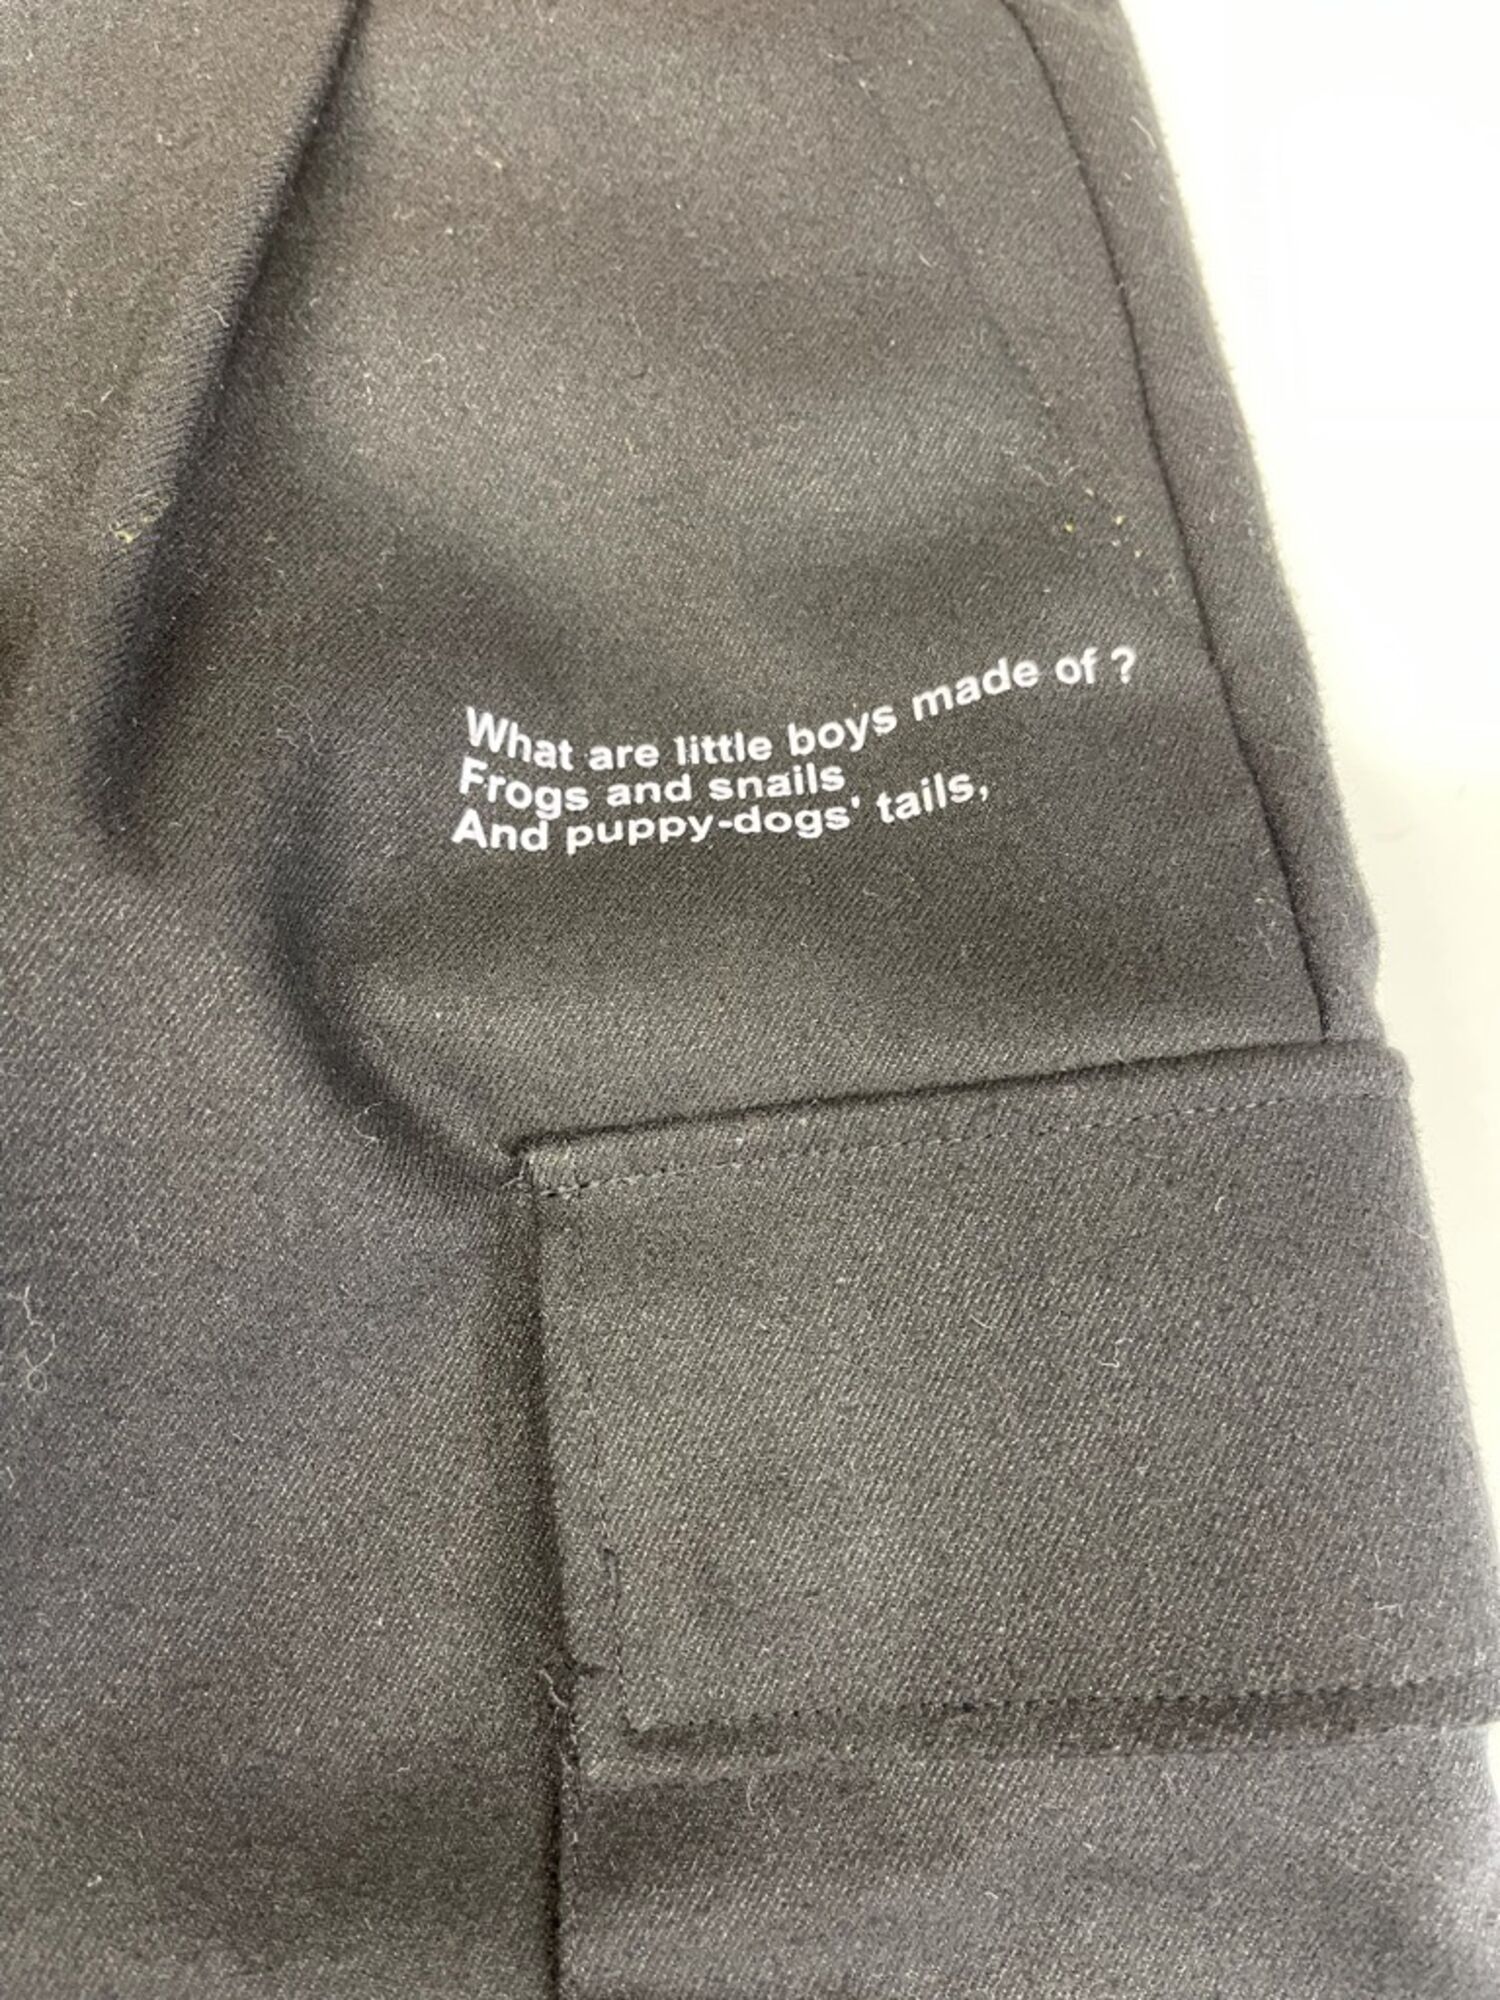 What are little boys made of ?
Frogs and snails
And puppy-dogs' tails,